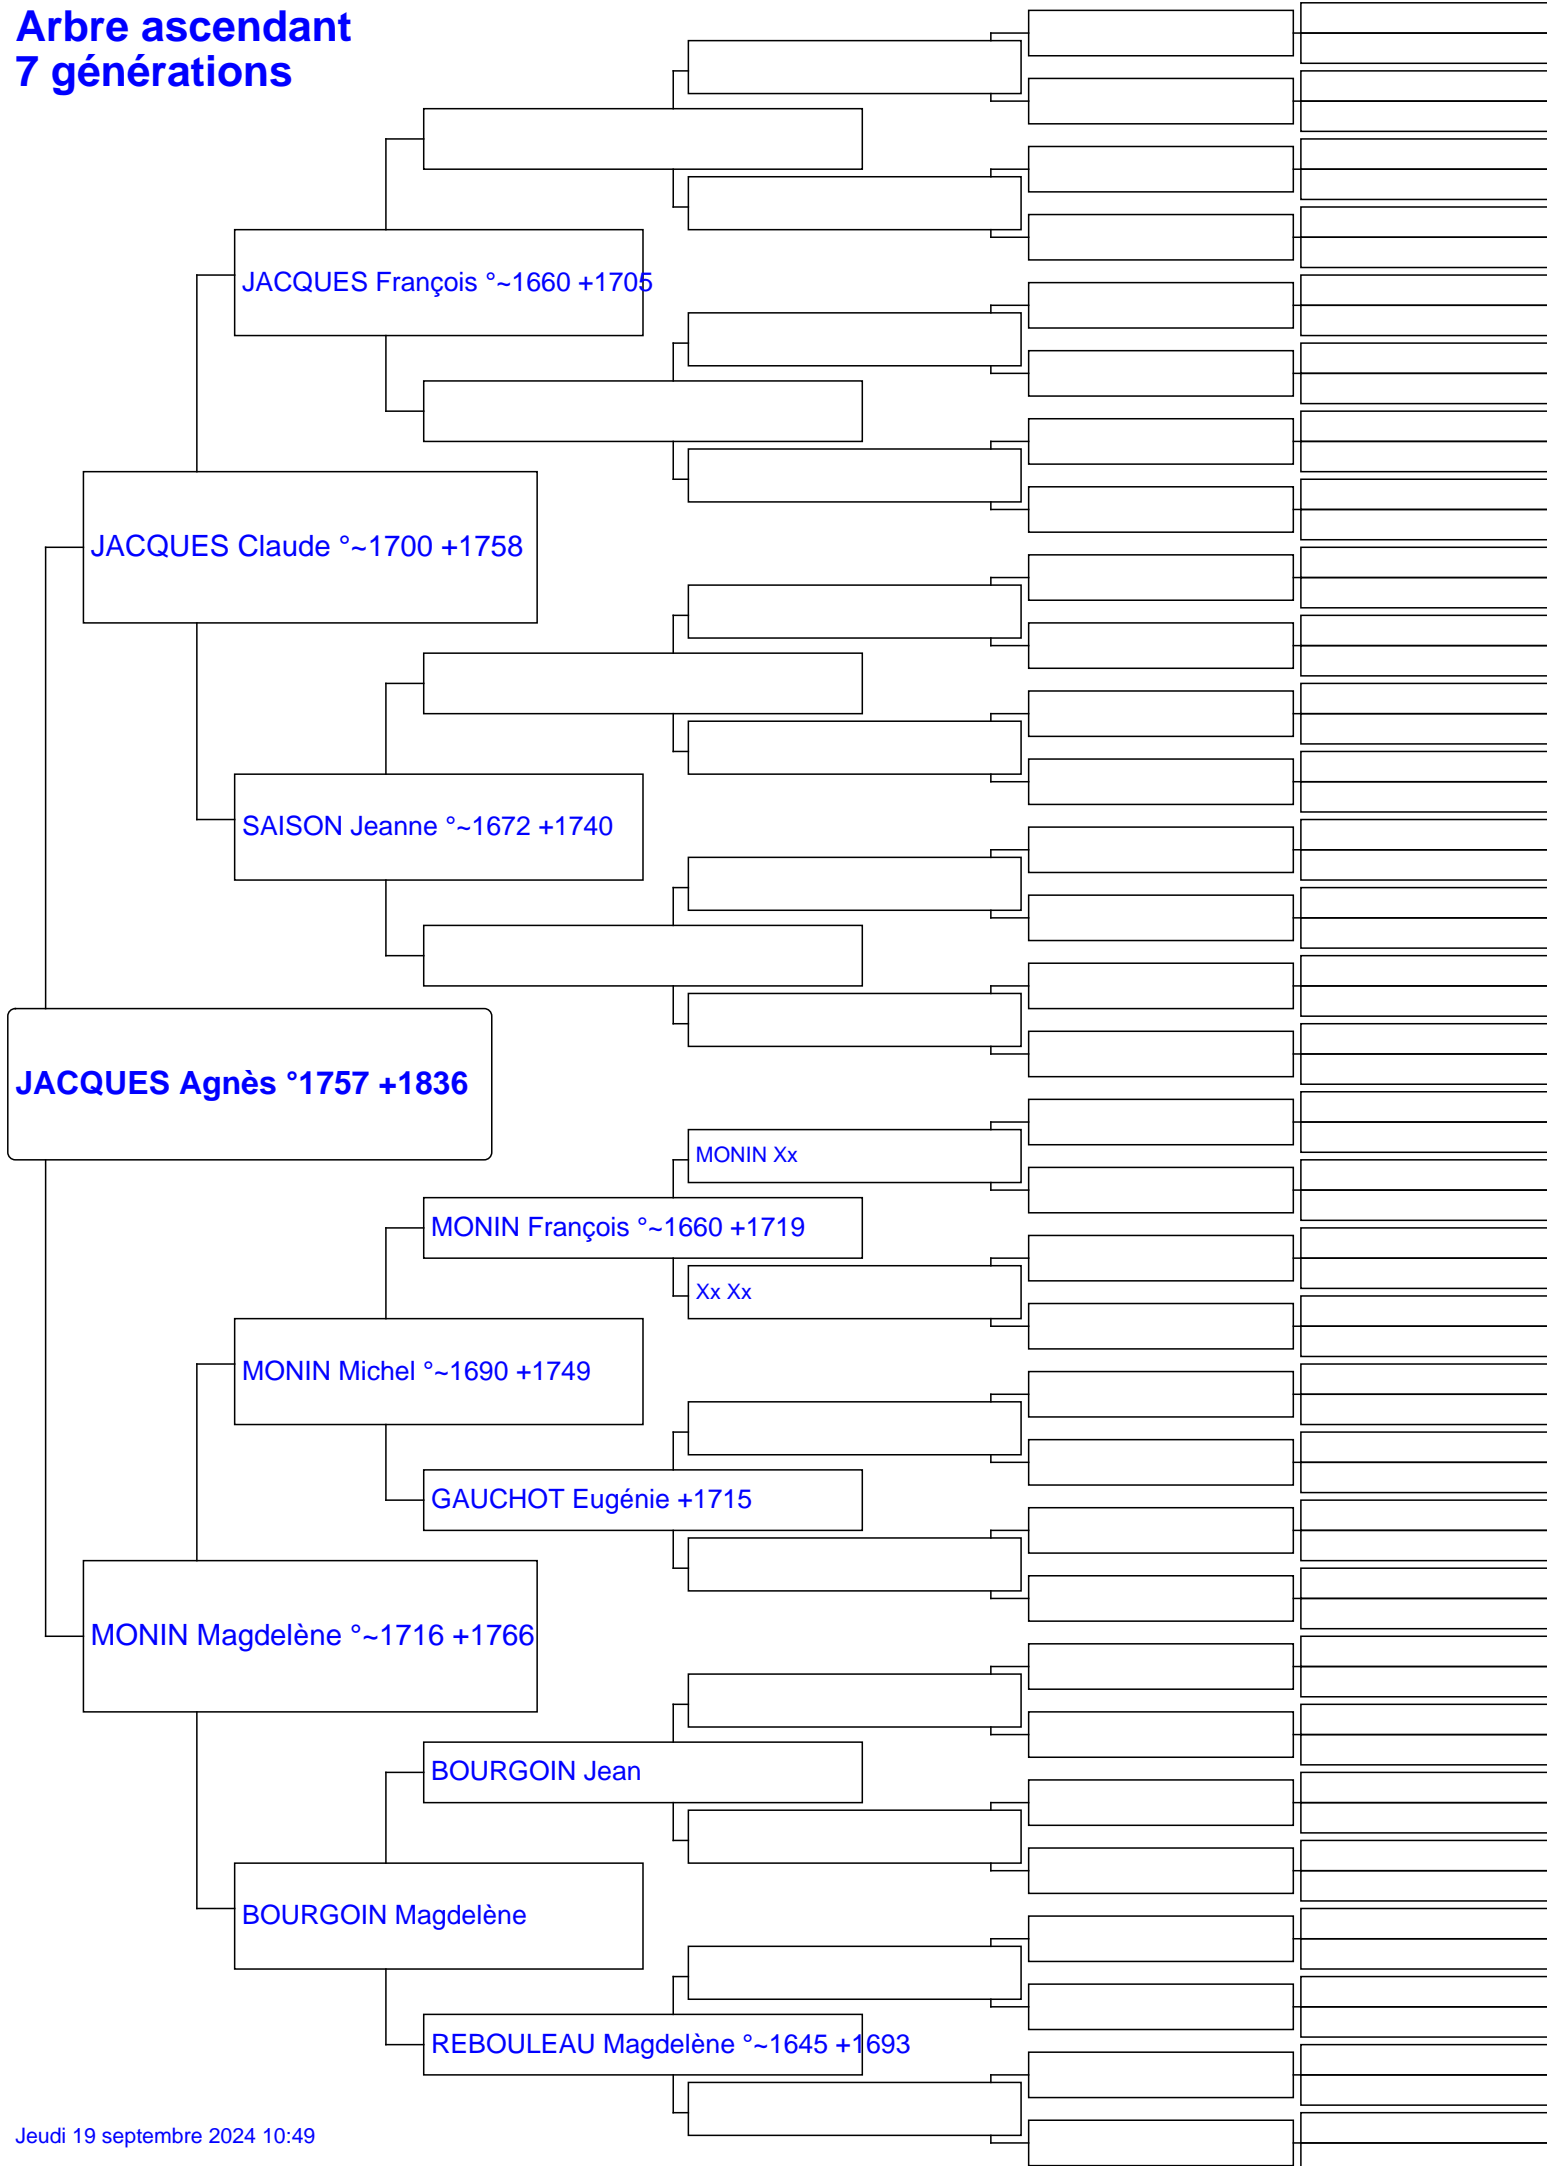 Arbre ascendant
7 générations
JACQUES François °~1660 +1705
JACQUES Claude °~1700 +1758
SAISON Jeanne °~1672 +1740
JACQUES Agnès °1757 +1836
MONIN Xx
MONIN François °~1660 +1719
Xx Xx
MONIN Michel °~1690 +1749
GAUCHOT Eugénie +1715
MONIN Magdelène °~1716 +1766
BOURGOIN Jean
BOURGOIN Magdelène
REBOULEAU Magdelène °~1645 +1693
Jeudi 19 septembre 2024 10:49